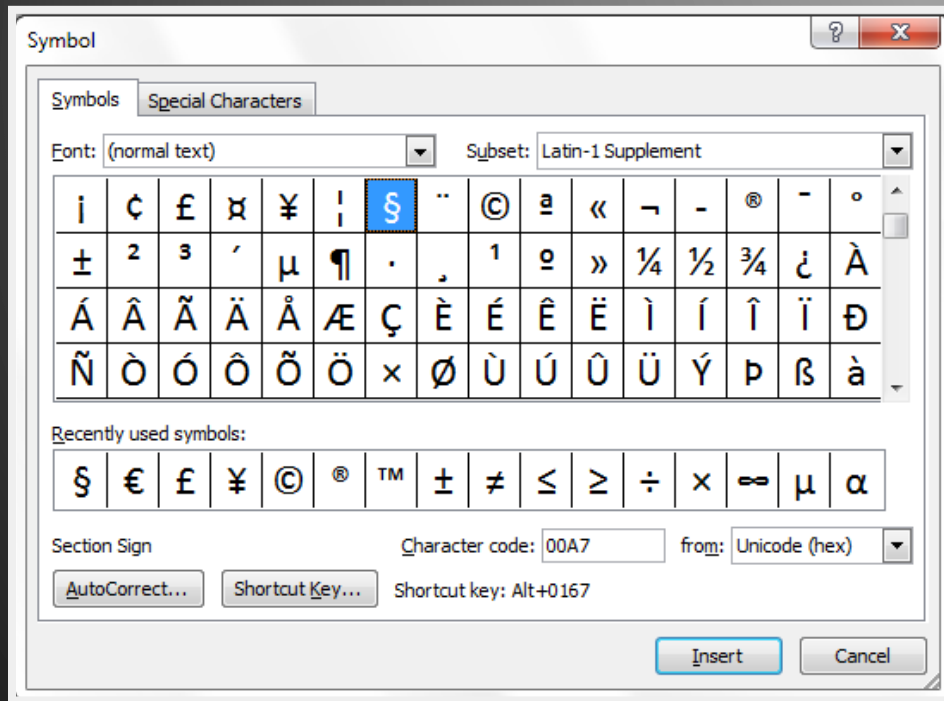 Symbol
Symbols Special Characters
Font: (normal text) Subset: Latin-1 Supplement
¡ ¢ £ ¤ ¥ ¦ § ¨ © ª « ¬ - ® ¯ °
± ² ³ ´ µ ¶ · ¸ ¹ º » ¼ ½ ¾ ¿ À
Á Â Ã Ä Å Æ Ç È É Ê Ë Ì Í Î Ï Ð
Ñ Ò Ó Ô Õ Ö × Ø Ù Ú Û Ü Ý Þ ß à
Recently used symbols:
§ € £ ¥ © ® ™ ± ≠ ≤ ≥ ÷ × ∞ µ α
Section Sign Character code: 00A7 from: Unicode (hex)
AutoCorrect... Shortcut Key... Shortcut key: Alt+0167
Insert Cancel